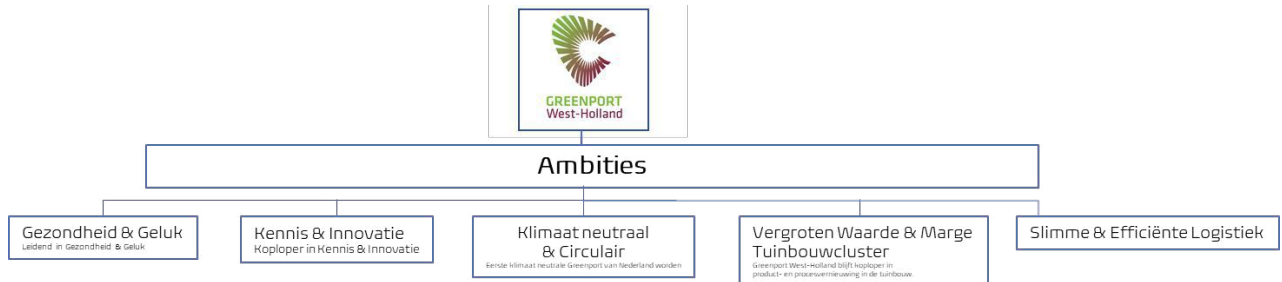 GREENPORT
West-Holland
Ambities
Gezondheid & Geluk
Leidend in Gezondheid & Geluk
Kennis & Innovatie
Koploper in Kennis & Innovatie
Klimaat neutraal
& Circulair
Eerste klimaat neutrale Greenport van Nederland worden
Vergroten Waarde & Marge
Tuinbouwcluster
Greenport West-Holland blijft koploper in
product- en procesvernieuwing in de tuinbouw.
Slimme & Efficiënte Logistiek